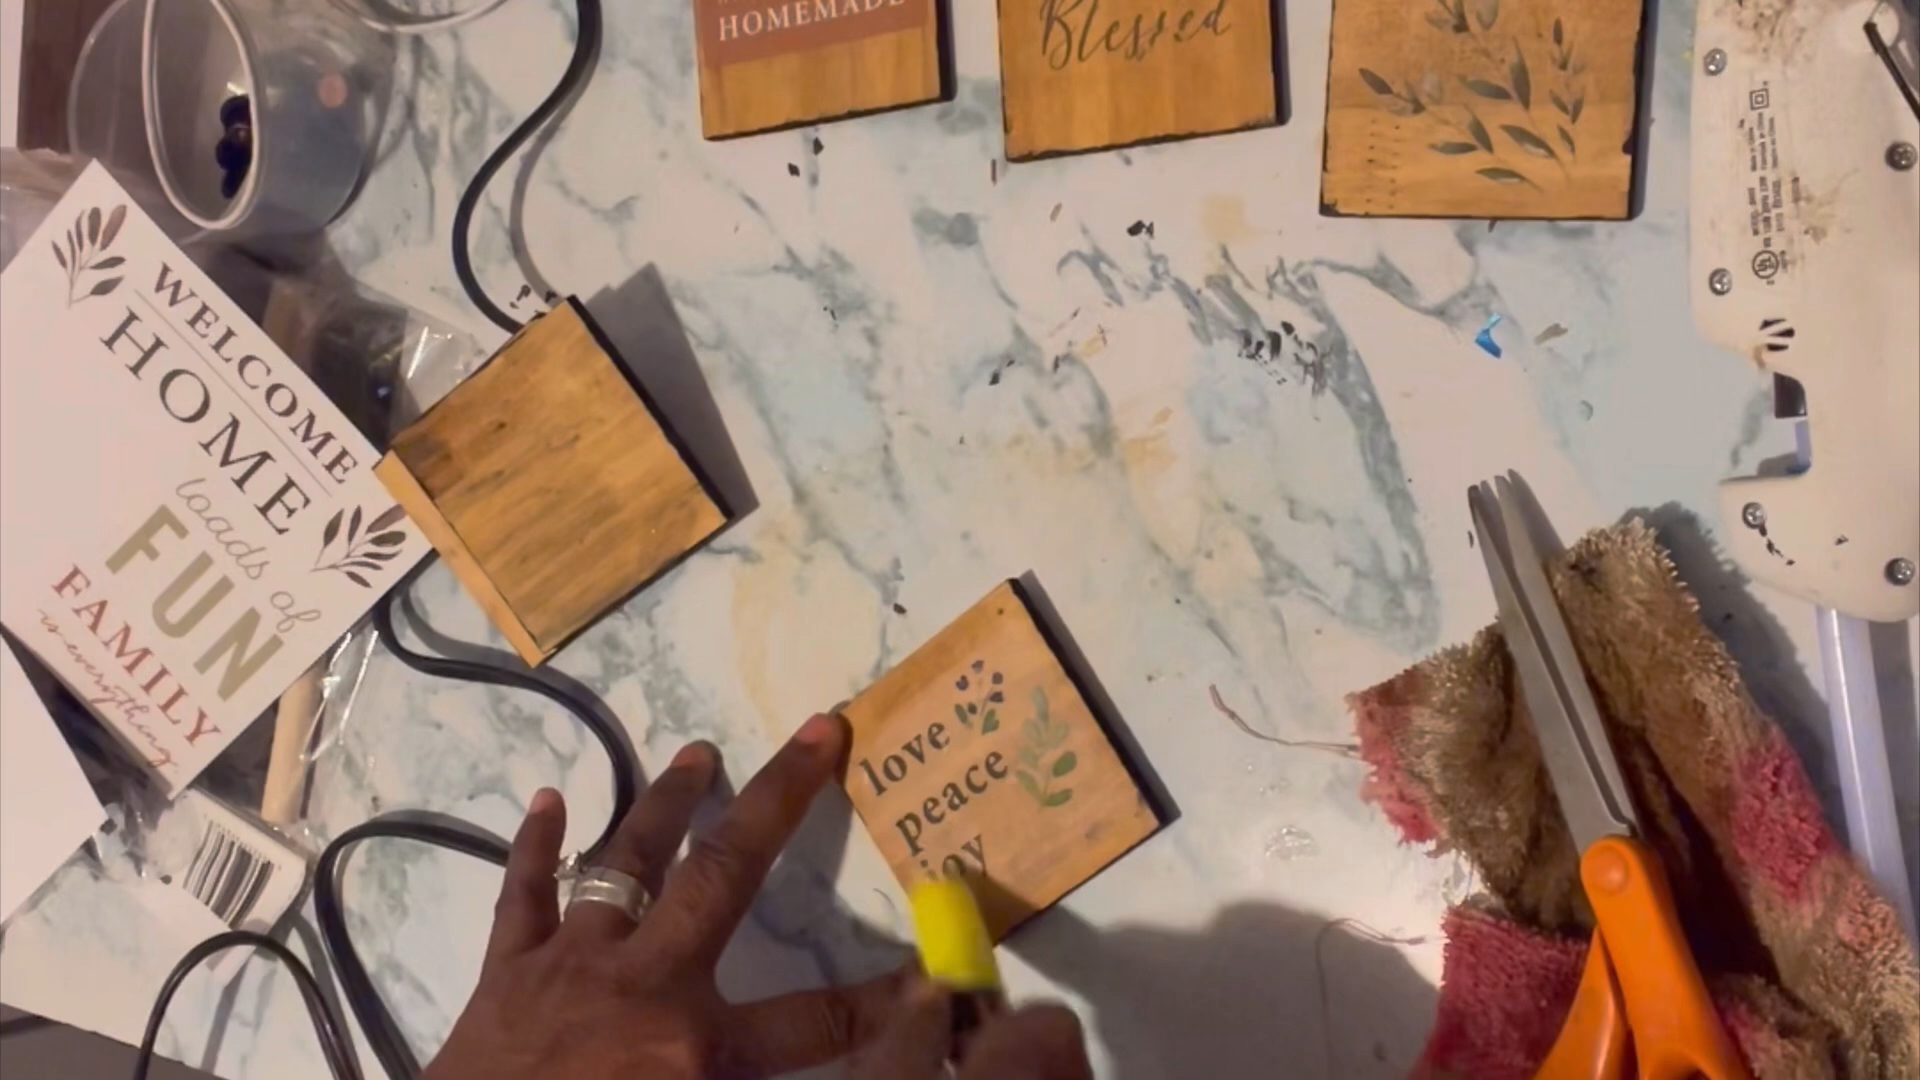 HOMEMADE
Blessed
WELCOME
HOME
loads of
FUN
FAMILY
is everything
love
peace
joy